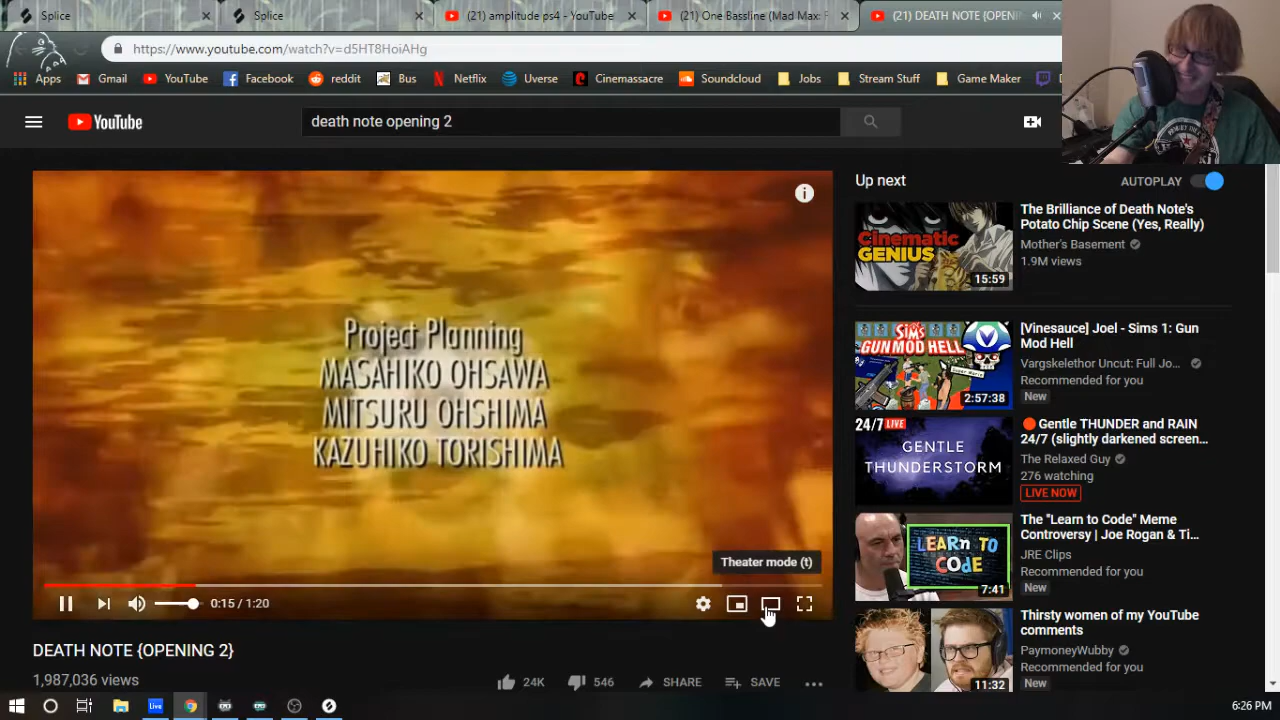 Splice
Splice
(21) amplitude ps4 - YouTube
(21) One Bassline (Mad Max: F
(21) DEATH NOTE {OPENIN
https://www.youtube.com/watch?v=d5HT8HoiAHg
Apps
Gmail
YouTube
Facebook
reddit
Bus
Netflix
Uverse
Cinemassacre
Soundcloud
Jobs
Stream Stuff
Game Maker
YouTube
death note opening 2
Project Planning
MASAHIKO OHSAWA
MITSURU OHSHIMA
KAZUHIKO TORISHIMA
Theater mode (t)
0:15 / 1:20
DEATH NOTE {OPENING 2}
1,987,036 views
24K
546
SHARE
SAVE
Up next
AUTOPLAY
Cinematic
GENIUS
15:59
The Brilliance of Death Note's
Potato Chip Scene (Yes, Really)
Mother's Basement
1.9M views
SIMS
GUN MOD HELL
2:57:38
[Vinesauce] Joel - Sims 1: Gun
Mod Hell
Vargskelethor Uncut: Full Jo...
Recommended for you
New
24/7 LIVE
GENTLE
THUNDERSTORM
Gentle THUNDER and RAIN
24/7 (slightly darkened screen...
The Relaxed Guy
276 watching
LIVE NOW
LEARN TO
CODE
7:41
The "Learn to Code" Meme
Controversy | Joe Rogan & Ti...
JRE Clips
Recommended for you
New
11:32
Thirsty women of my YouTube
comments
PaymoneyWubby
Recommended for you
New
Live
6:26 PM